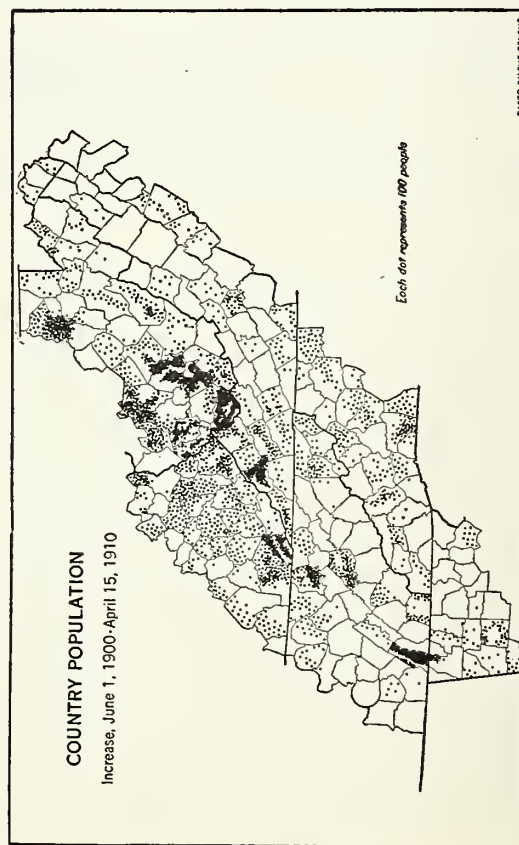 COUNTRY POPULATION
Increase, June 1, 1900-April 15, 1910
Each dot represents 100 people